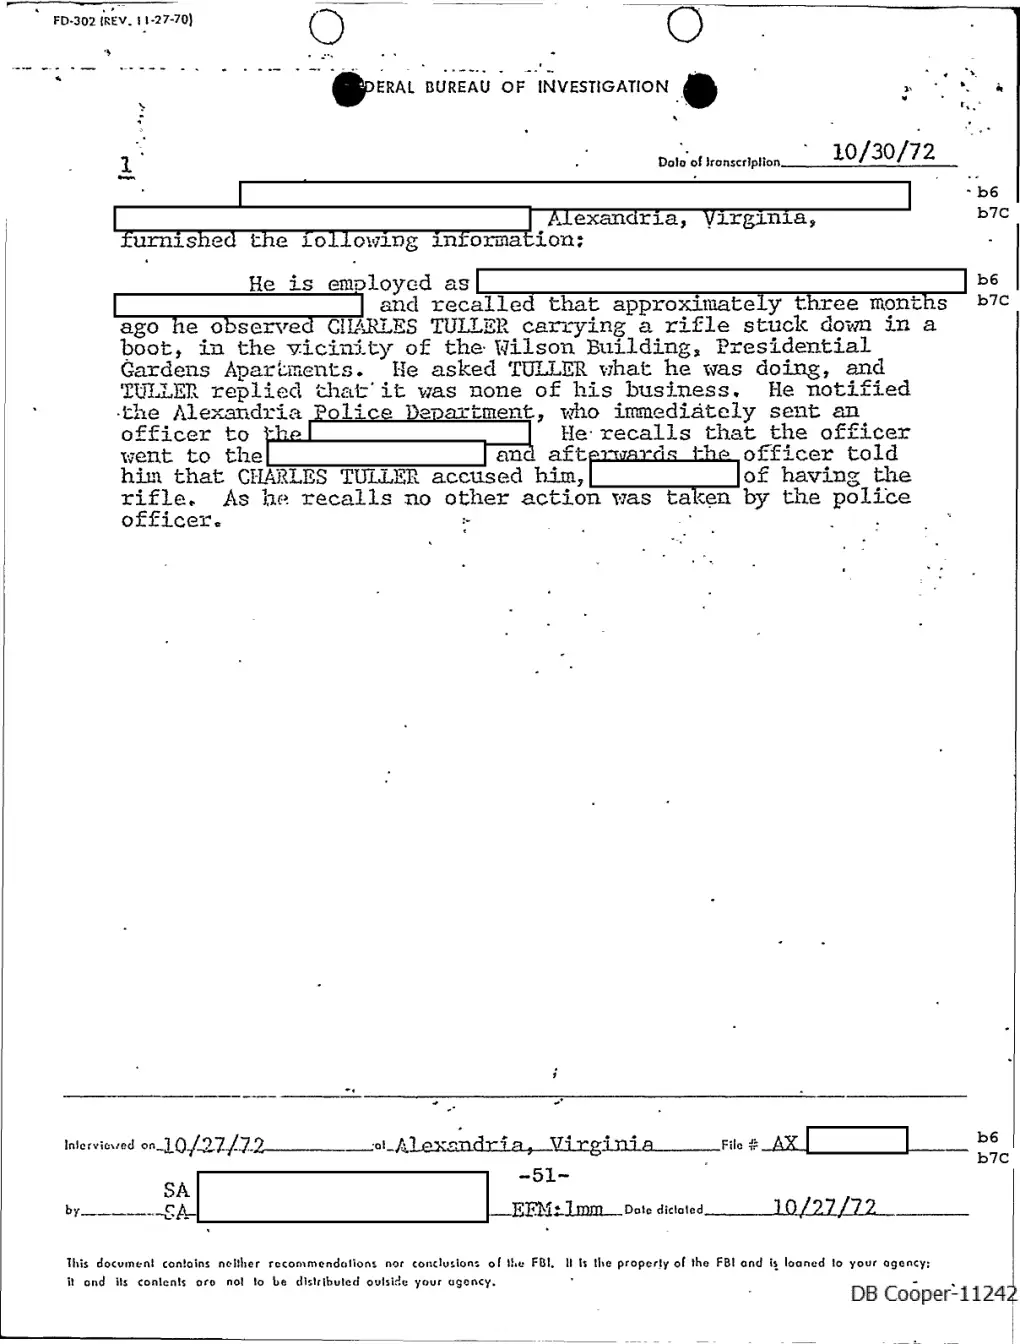 FD-302 (REV. 11-27-70)
DERAL BUREAU OF INVESTIGATION
1
Date of transcription 10/30/72
b6
Alexandria, Virginia, b7C
furnished the following information:
He is employed as b6
and recalled that approximately three months b7C
ago he observed CHARLES TULLER carrying a rifle stuck down in a
boot, in the vicinity of the Wilson Building, Presidential
Gardens Apartments. He asked TULLER what he was doing, and
TULLER replied that it was none of his business. He notified
the Alexandria Police Department, who immediately sent an
officer to the He recalls that the officer
went to the and afterwards the officer told
him that CHARLES TULLER accused him, of having the
rifle. As he recalls no other action was taken by the police
officer.
Interviewed on 10/27/72 at Alexandria, Virginia File # AX b6
b7C
-51-
SA
by SA EFM:lmm Date dictated 10/27/72
This document contains neither recommendations nor conclusions of the FBI. It is the property of the FBI and is loaned to your agency;
it and its contents are not to be distributed outside your agency.
DB Cooper-11242